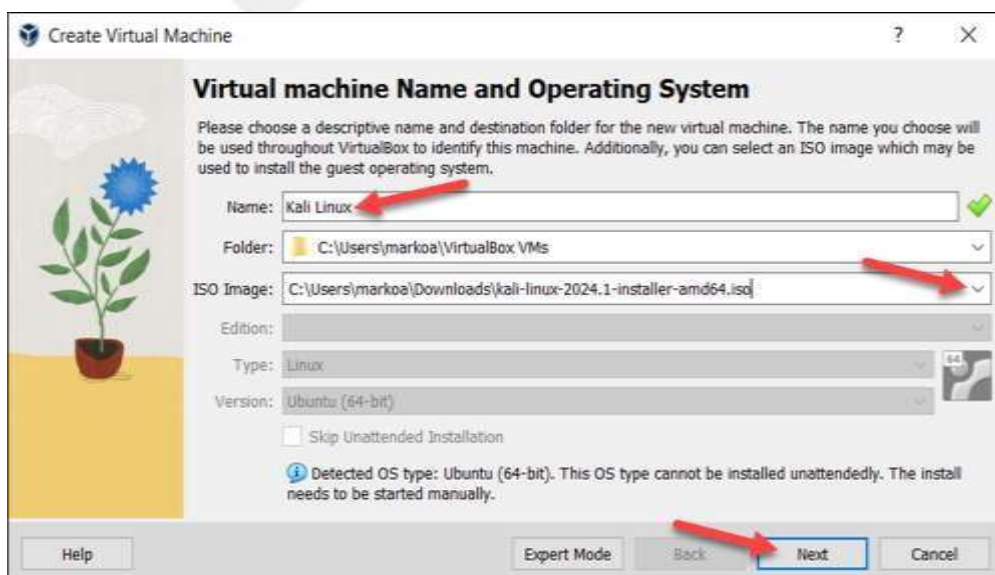 Create Virtual Machine
?
Virtual machine Name and Operating System
Please choose a descriptive name and destination folder for the new virtual machine. The name you choose will
be used throughout VirtualBox to identify this machine. Additionally, you can select an ISO image which may be
used to install the guest operating system.
Name: Kali Linux
Folder: C:\Users\markoa\VirtualBox VMs
ISO Image: C:\Users\markoa\Downloads\kali-linux-2024.1-installer-amd64.iso
Edition:
Type: Linux
64
Version: Ubuntu (64-bit)
Skip Unattended Installation
Detected OS type: Ubuntu (64-bit). This OS type cannot be installed unattendedly. The install
needs to be started manually.
Help Expert Mode Back Next Cancel